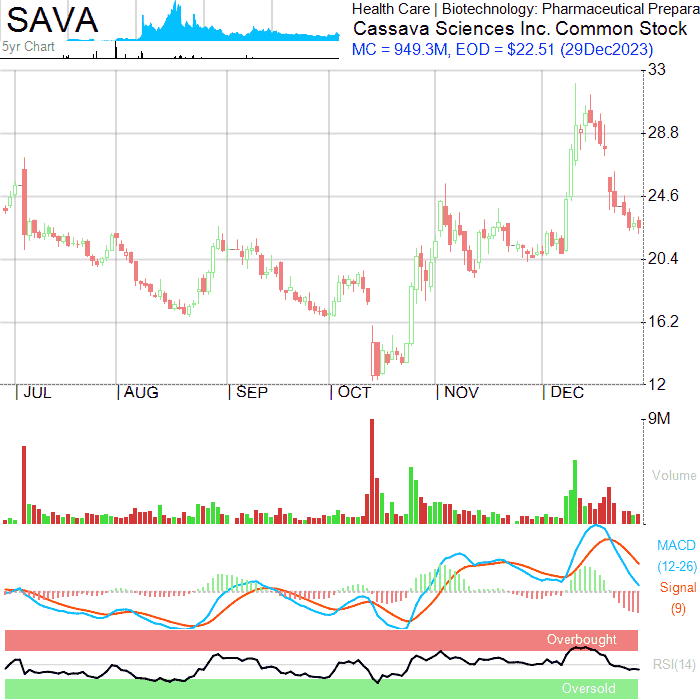 SAVA
5yr Chart
Health Care | Biotechnology: Pharmaceutical Prepara
Cassava Sciences Inc. Common Stock
MC = 949.3M, EOD = $22.51 (29Dec2023)
33
28.8
24.6
20.4
16.2
12
JUL AUG SEP OCT NOV DEC
9M
Volume
MACD
(12-26)
Signal
(9)
Overbought
RSI(14)
Oversold